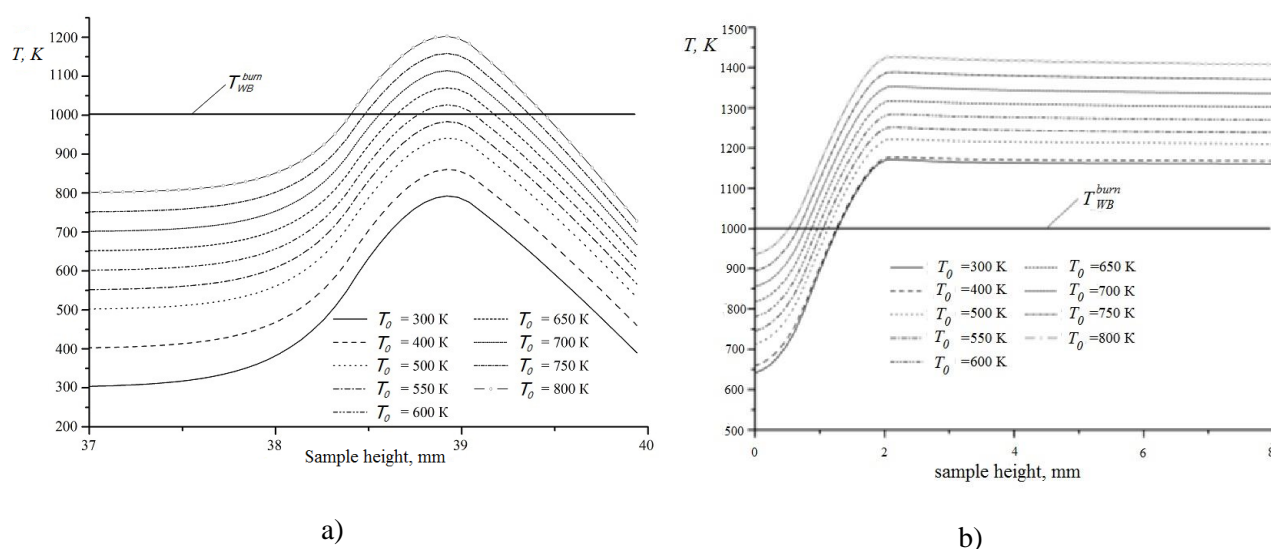 1200
1100
1000
900
800
700
600
500
400
300
200
T, K
T_WB^burn
T_0 = 300 K
T_0 = 400 K
T_0 = 500 K
T_0 = 550 K
T_0 = 600 K
T_0 = 650 K
T_0 = 700 K
T_0 = 750 K
T_0 = 800 K
37
38
39
40
Sample height, mm
a)
1500
1400
1300
1200
1150
1100
1000
900
800
700
600
500
T, K
T_WB^burn
T_0 =300 K
T_0 =400 K
T_0 =500 K
T_0 =550 K
T_0 =600 K
T_0 =650 K
T_0 =700 K
T_0 =750 K
T_0 =800 K
0
2
4
6
8
sample height, mm
b)